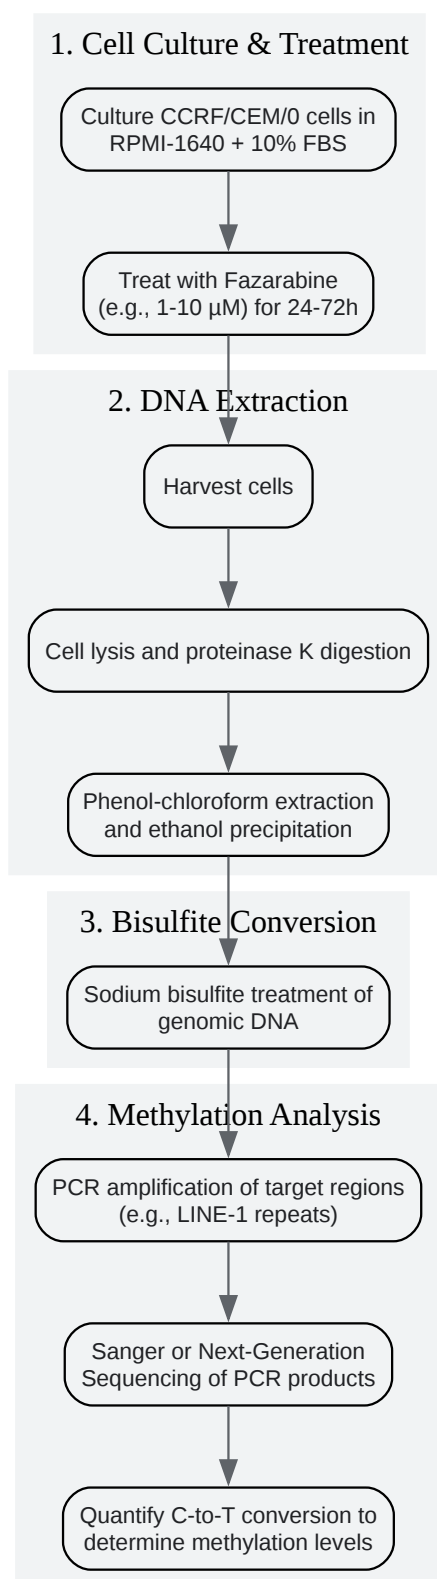 1. Cell Culture & Treatment
Culture CCRF/CEM/0 cells in
RPMI-1640 + 10% FBS
Treat with Fazarabine
(e.g., 1-10 µM) for 24-72h
2. DNA Extraction
Harvest cells
Cell lysis and proteinase K digestion
Phenol-chloroform extraction
and ethanol precipitation
3. Bisulfite Conversion
Sodium bisulfite treatment of
genomic DNA
4. Methylation Analysis
PCR amplification of target regions
(e.g., LINE-1 repeats)
Sanger or Next-Generation
Sequencing of PCR products
Quantify C-to-T conversion to
determine methylation levels